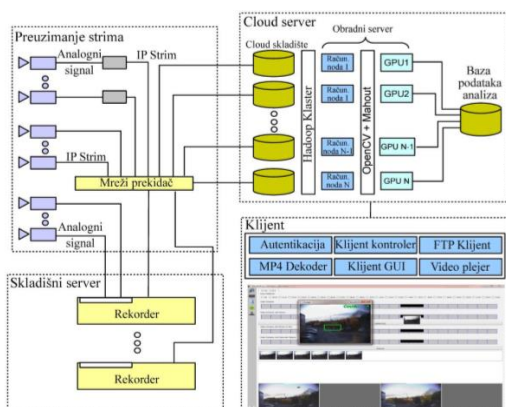 Preuzimanje strima
Analogni
signal
IP Strim
IP Strim
Mreži prekidač
Analogni
signal
Skladišni server
Rekorder
Rekorder
Cloud server
Cloud skladište
Obradni server
Hadoop Klaster
Račun.
noda 1
Račun.
noda 1
Račun.
noda N-1
Račun.
noda N
OpenCV + Mahout
GPU1
GPU2
GPU N-1
GPU N
Baza
podataka
analiza
Klijent
Autentikacija
Klijent kontroler
FTP Klijent
MP4 Dekoder
Klijent GUI
Video plejer